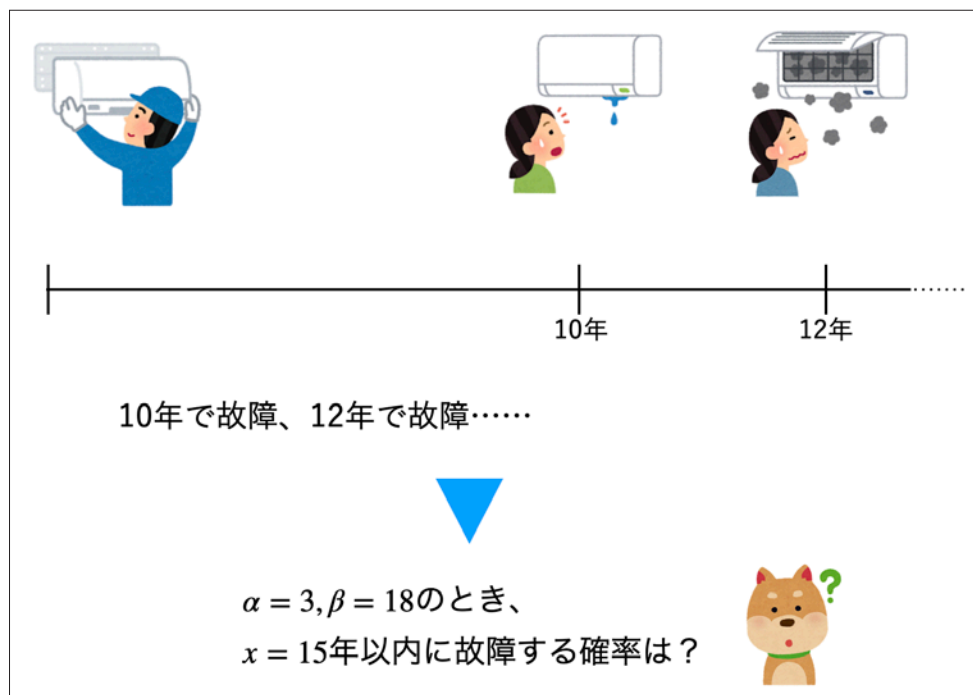 10年
12年
10年で故障、12年で故障……
α = 3, β = 18のとき、
x = 15年以内に故障する確率は？
?